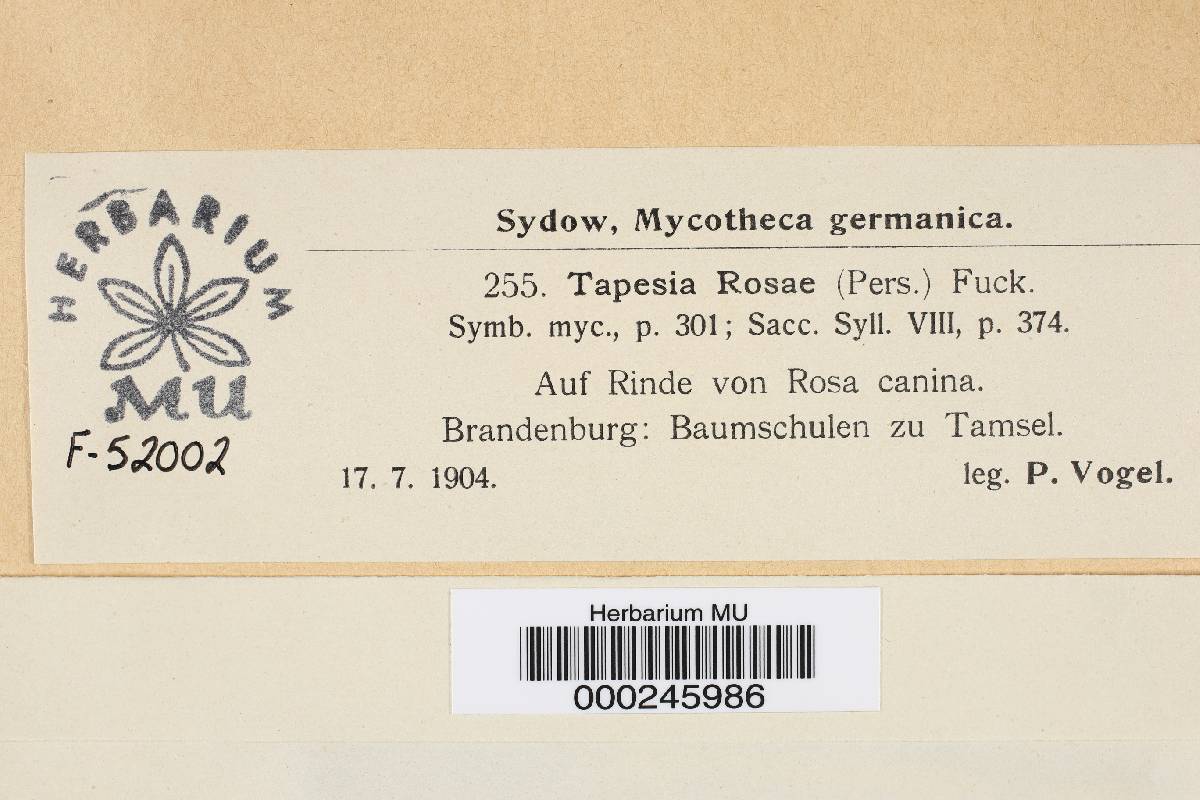 HERBARIUM
MU
F-52002
Sydow, Mycotheca germanica.
255. Tapesia Rosae (Pers.) Fuck.
Symb. myc., p. 301; Sacc. Syll. VIII, p. 374.
Auf Rinde von Rosa canina.
Brandenburg: Baumschulen zu Tamsel.
17. 7. 1904. leg. P. Vogel.
Herbarium MU
000245986